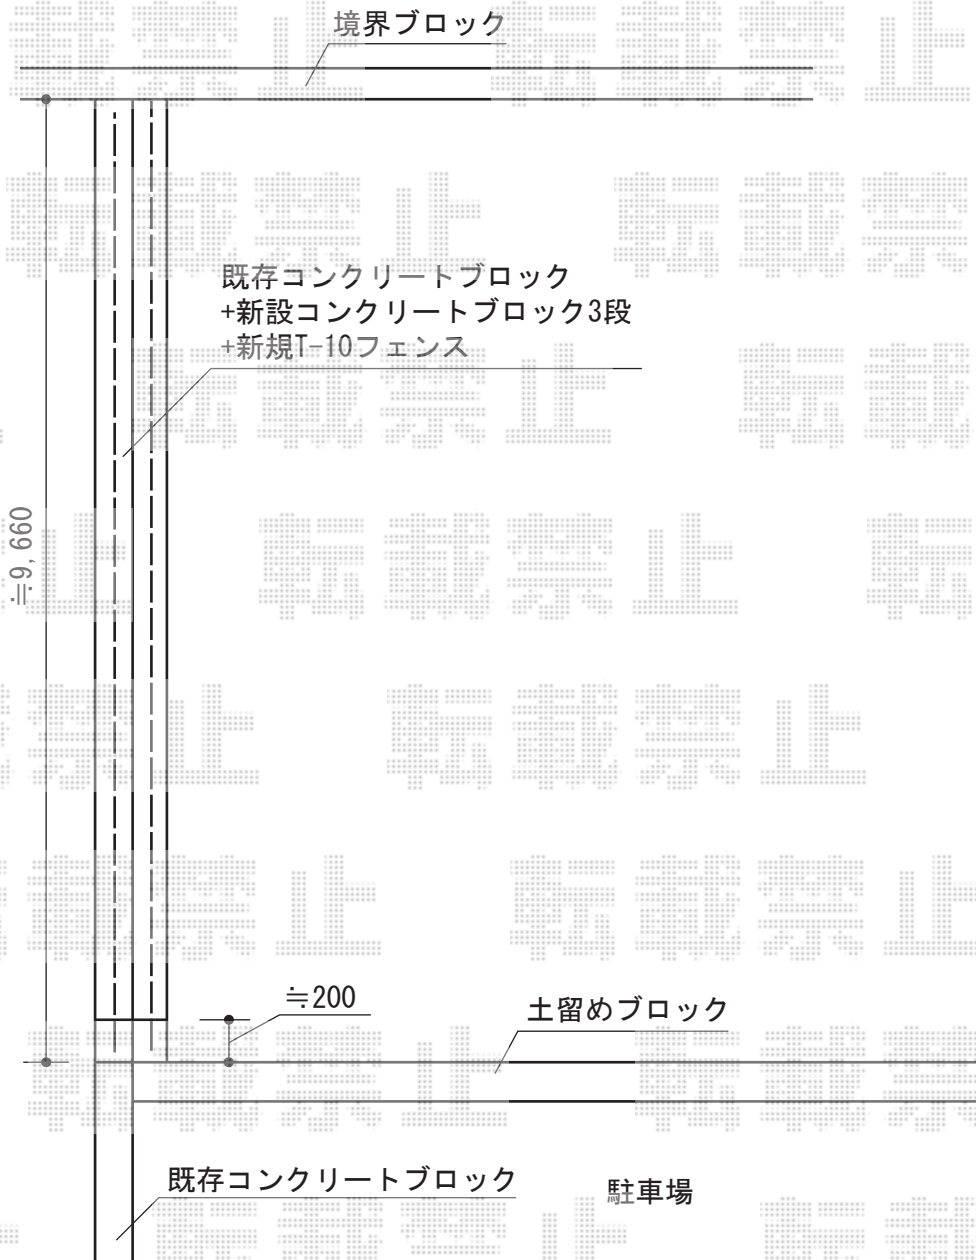 境界ブロック
既存コンクリートブロック
+新設コンクリートブロック3段
+新規T-10フェンス
≒9,660
≒200
土留めブロック
既存コンクリートブロック
駐車場
転載禁止